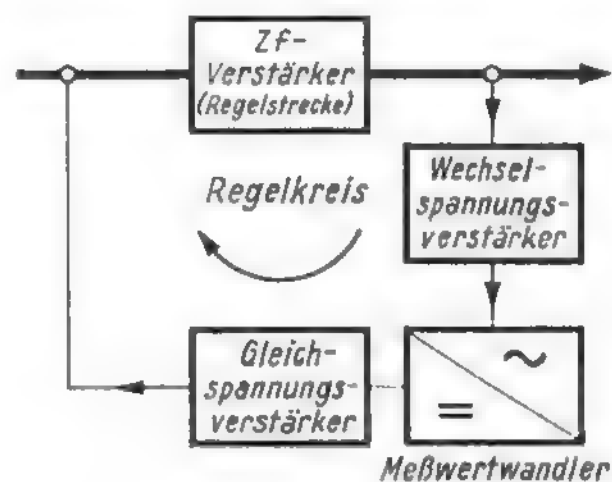 Zf-
Verstärker
(Regelstrecke)
Wechsel-
spannungs-
verstärker
Regelkreis
Gleich-
spannungs-
verstärker
~
=
Meßwertwandler